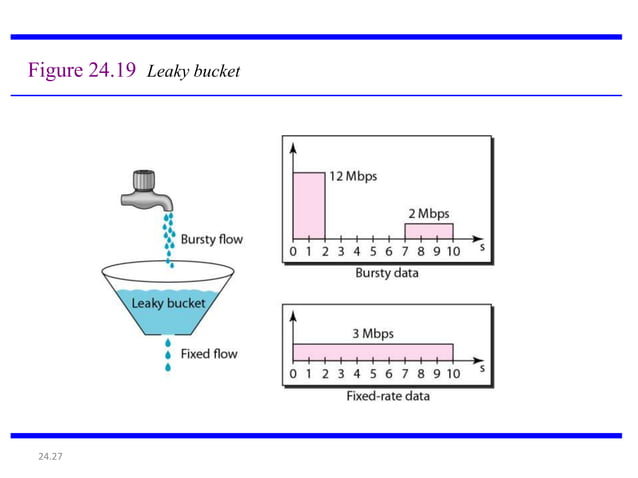 Figure 24.19 Leaky bucket
Bursty flow
Leaky bucket
Fixed flow
12 Mbps
2 Mbps
0 1 2 3 4 5 6 7 8 9 10 s
Bursty data
3 Mbps
0 1 2 3 4 5 6 7 8 9 10 s
Fixed-rate data
24.27